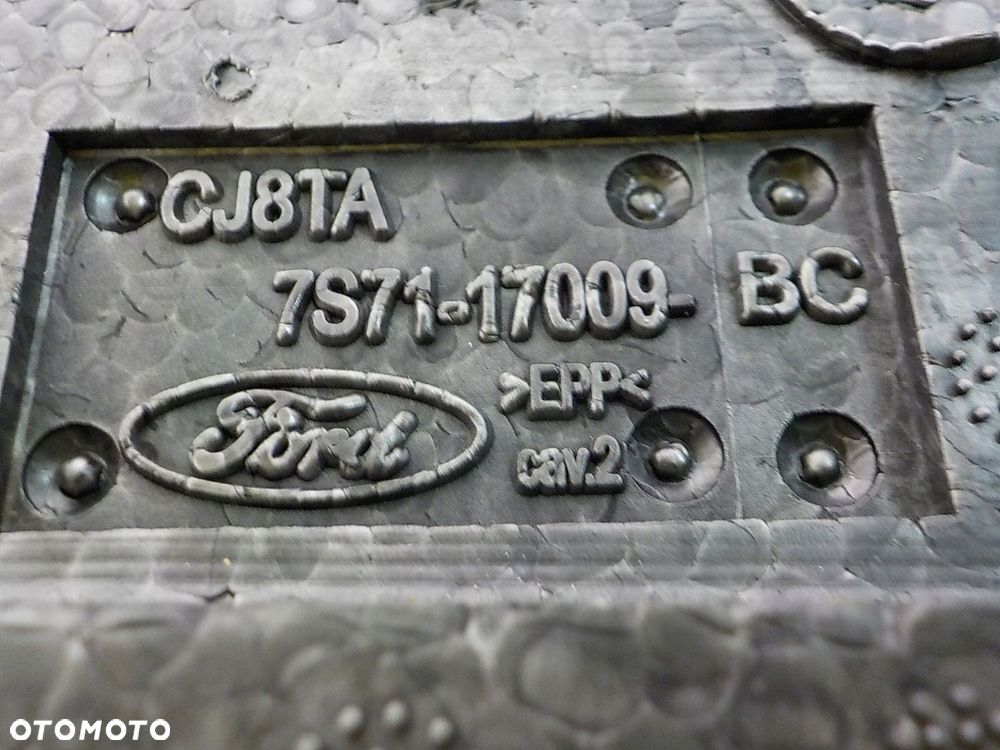 CJ8TA
7S71-17009- BC
Ford
>EPP<
cav.2
OTOMOTO